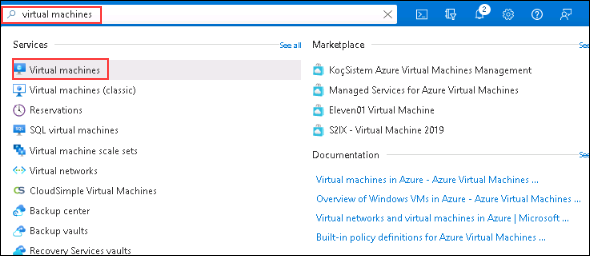 virtual machines
2
Services
See all
Virtual machines
Virtual machines (classic)
Reservations
SQL virtual machines
Virtual machine scale sets
Virtual networks
CS CloudSimple Virtual Machines
Backup center
Backup vaults
Recovery Services vaults
Marketplace
See
KoçSistem Azure Virtual Machines Management
Managed Services for Azure Virtual Machines
Eleven01 Virtual Machine
S2IX - Virtual Machine 2019
Documentation
See
Virtual machines in Azure - Azure Virtual Machines ...
Overview of Windows VMs in Azure - Azure Virtual Machines ...
Virtual networks and virtual machines in Azure | Microsoft ...
Built-in policy definitions for Azure Virtual Machines ...